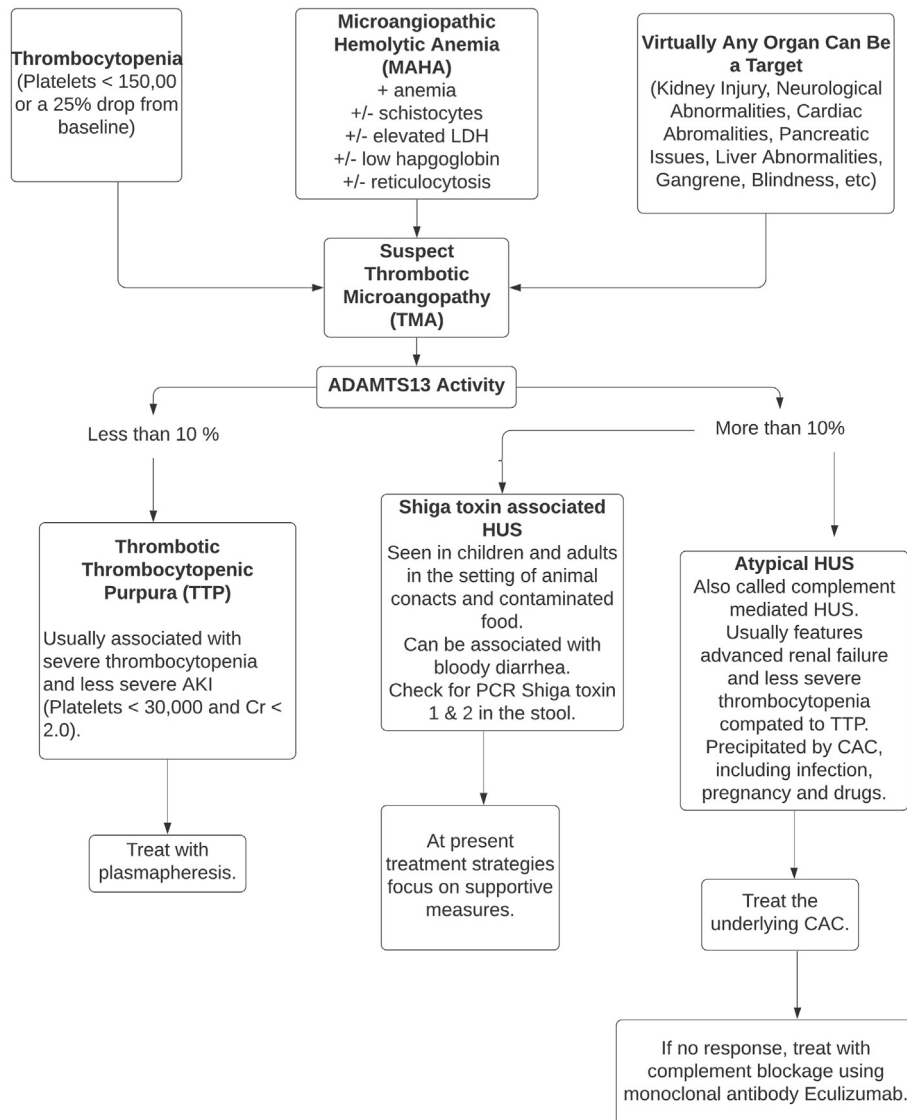 Thrombocytopenia
(Platelets < 150,00
or a 25% drop from
baseline)
Microangiopathic
Hemolytic Anemia
(MAHA)
+ anemia
+/- schistocytes
+/- elevated LDH
+/- low hapgoglobin
+/- reticulocytosis
Virtually Any Organ Can Be
a Target
(Kidney Injury, Neurological
Abnormalities, Cardiac
Abromalities, Pancreatic
Issues, Liver Abnormalities,
Gangrene, Blindness, etc)
Suspect
Thrombotic
Microangopathy
(TMA)
ADAMTS13 Activity
Less than 10 %
More than 10%
Thrombotic
Thrombocytopenic
Purpura (TTP)
Usually associated with
severe thrombocytopenia
and less severe AKI
(Platelets < 30,000 and Cr <
2.0).
Treat with
plasmapheresis.
Shiga toxin associated
HUS
Seen in children and adults
in the setting of animal
conacts and contaminated
food.
Can be associated with
bloody diarrhea.
Check for PCR Shiga toxin
1 & 2 in the stool.
At present
treatment strategies
focus on supportive
measures.
Atypical HUS
Also called complement
mediated HUS.
Usually features
advanced renal failure
and less severe
thrombocytopenia
compated to TTP.
Precipitated by CAC,
including infection,
pregnancy and drugs.
Treat the
underlying CAC.
If no response, treat with
complement blockage using
monoclonal antibody Eculizumab.